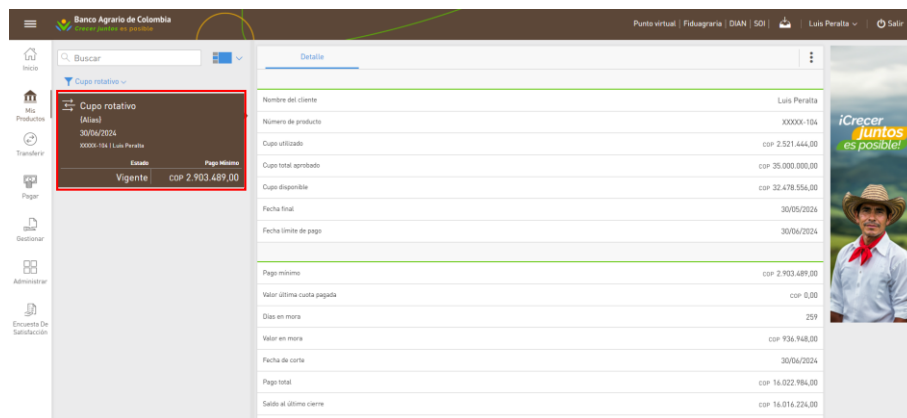 Banco Agrario de Colombia
Crecer juntos es posible
Punto virtual | Fiduagraria | DIAN | SOI | Luis Peralta Salir
Inicio
Mis Productos
Transferir
Pagar
Gestionar
Administrar
Encuesta De Satisfacción
Buscar
Cupo rotativo
Cupo rotativo
(Alias)
30/06/2024
XXXXX-104 | Luis Peralta
Estado Pago Mínimo
Vigente COP 2.903.489,00
Detalle
Nombre del cliente Luis Peralta
Número de producto XXXXX-104
Cupo utilizado COP 2.521.444,00
Cupo total aprobado COP 35.000.000,00
Cupo disponible COP 32.478.556,00
Fecha final 30/05/2026
Fecha límite de pago 30/06/2024
Pago mínimo COP 2.903.489,00
Valor última cuota pagada COP 0,00
Días en mora 259
Valor en mora COP 936.948,00
Fecha de corte 30/06/2024
Pago total COP 16.022.984,00
Saldo al último cierre COP 16.016.224,00
¡Crecer
juntos
es posible!